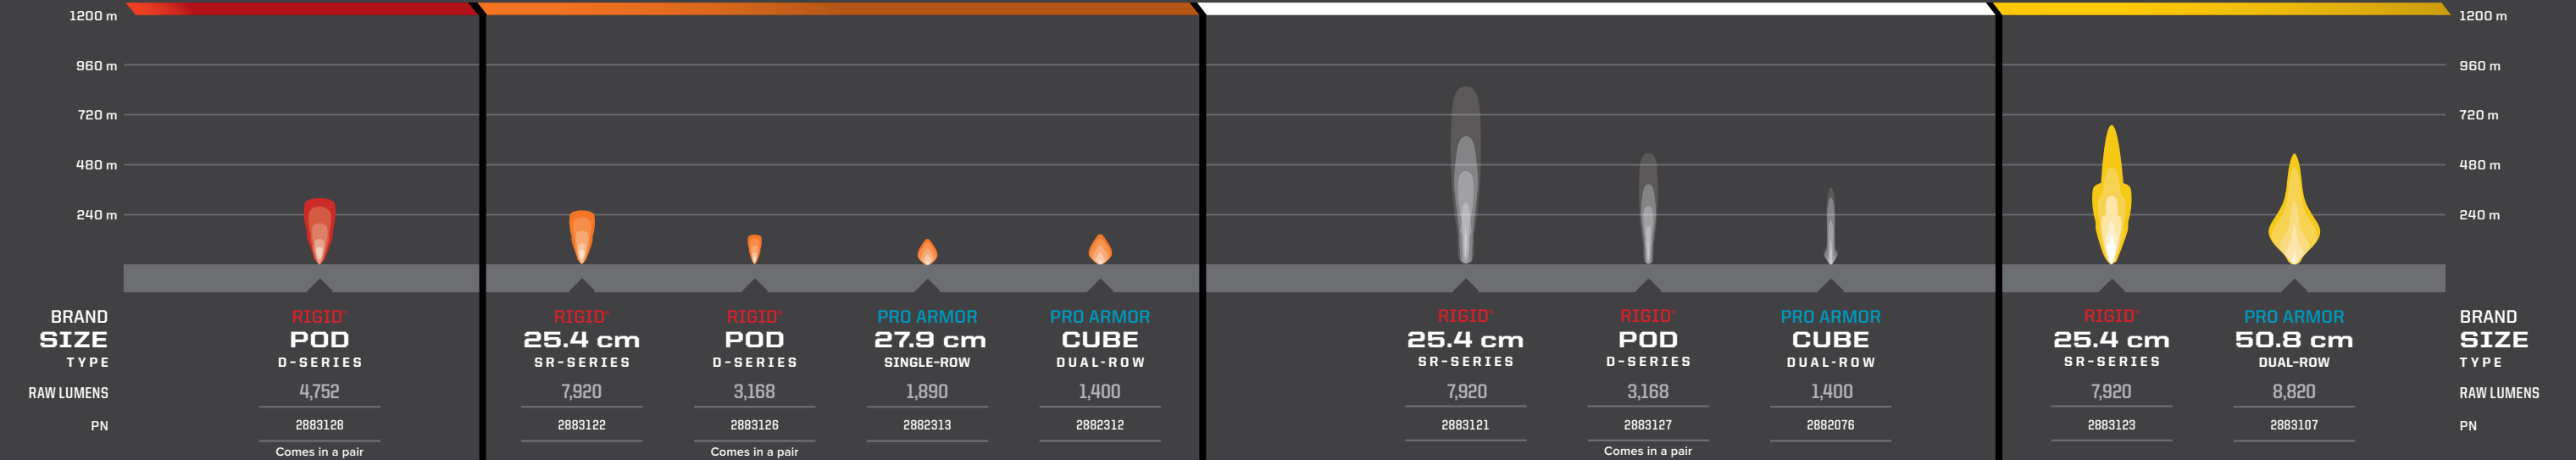 1200 m 1200 m
960 m 960 m
720 m 720 m
480 m 480 m
240 m 240 m
BRAND RIGID® RIGID® RIGID® PRO ARMOR PRO ARMOR RIGID® RIGID® PRO ARMOR RIGID® PRO ARMOR BRAND
SIZE POD 25.4 cm POD 27.9 cm CUBE 25.4 cm POD CUBE 25.4 cm 50.8 cm SIZE
TYPE D-SERIES SR-SERIES D-SERIES SINGLE-ROW DUAL-ROW SR-SERIES D-SERIES DUAL-ROW SR-SERIES DUAL-ROW TYPE
RAW LUMENS 4,752 7,920 3,168 1,890 1,400 7,920 3,168 1,400 7,920 8,820 RAW LUMENS
PN 2883128 2883122 2883126 2882313 2882312 2883121 2883127 2882076 2883123 2883107 PN
Comes in a pair Comes in a pair Comes in a pair